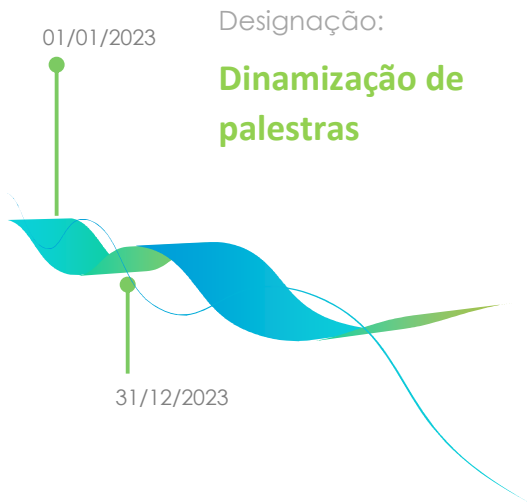 Designação:
01/01/2023
Dinamização de
palestras
31/12/2023